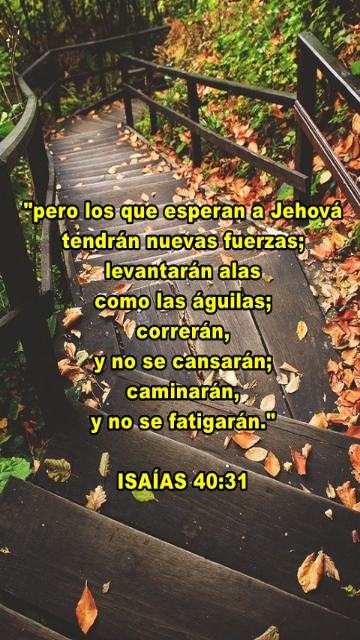 "pero los que esperan a Jehová
tendrán nuevas fuerzas;
levantarán alas
como las águilas;
correrán,
y no se cansarán;
caminarán,
y no se fatigarán."
ISAÍAS 40:31